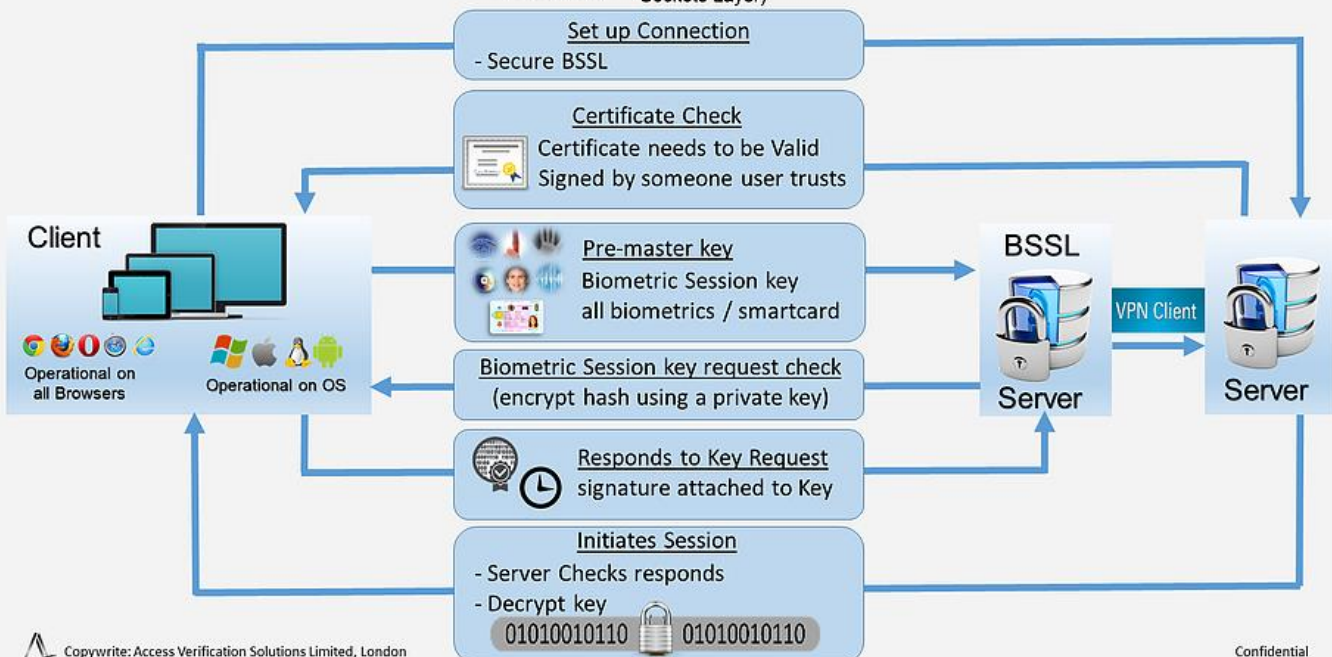 Sockets Layer)
Set up Connection
- Secure BSSL
Certificate Check
Certificate needs to be Valid
Signed by someone user trusts
Client
Operational on
all Browsers
Operational on OS
Pre-master key
Biometric Session key
all biometrics / smartcard
BSSL
Server
VPN Client
Server
Biometric Session key request check
(encrypt hash using a private key)
Responds to Key Request
signature attached to Key
Initiates Session
- Server Checks responds
- Decrypt key
01010010110 01010010110
Copywrite: Access Verification Solutions Limited, London
Confidential